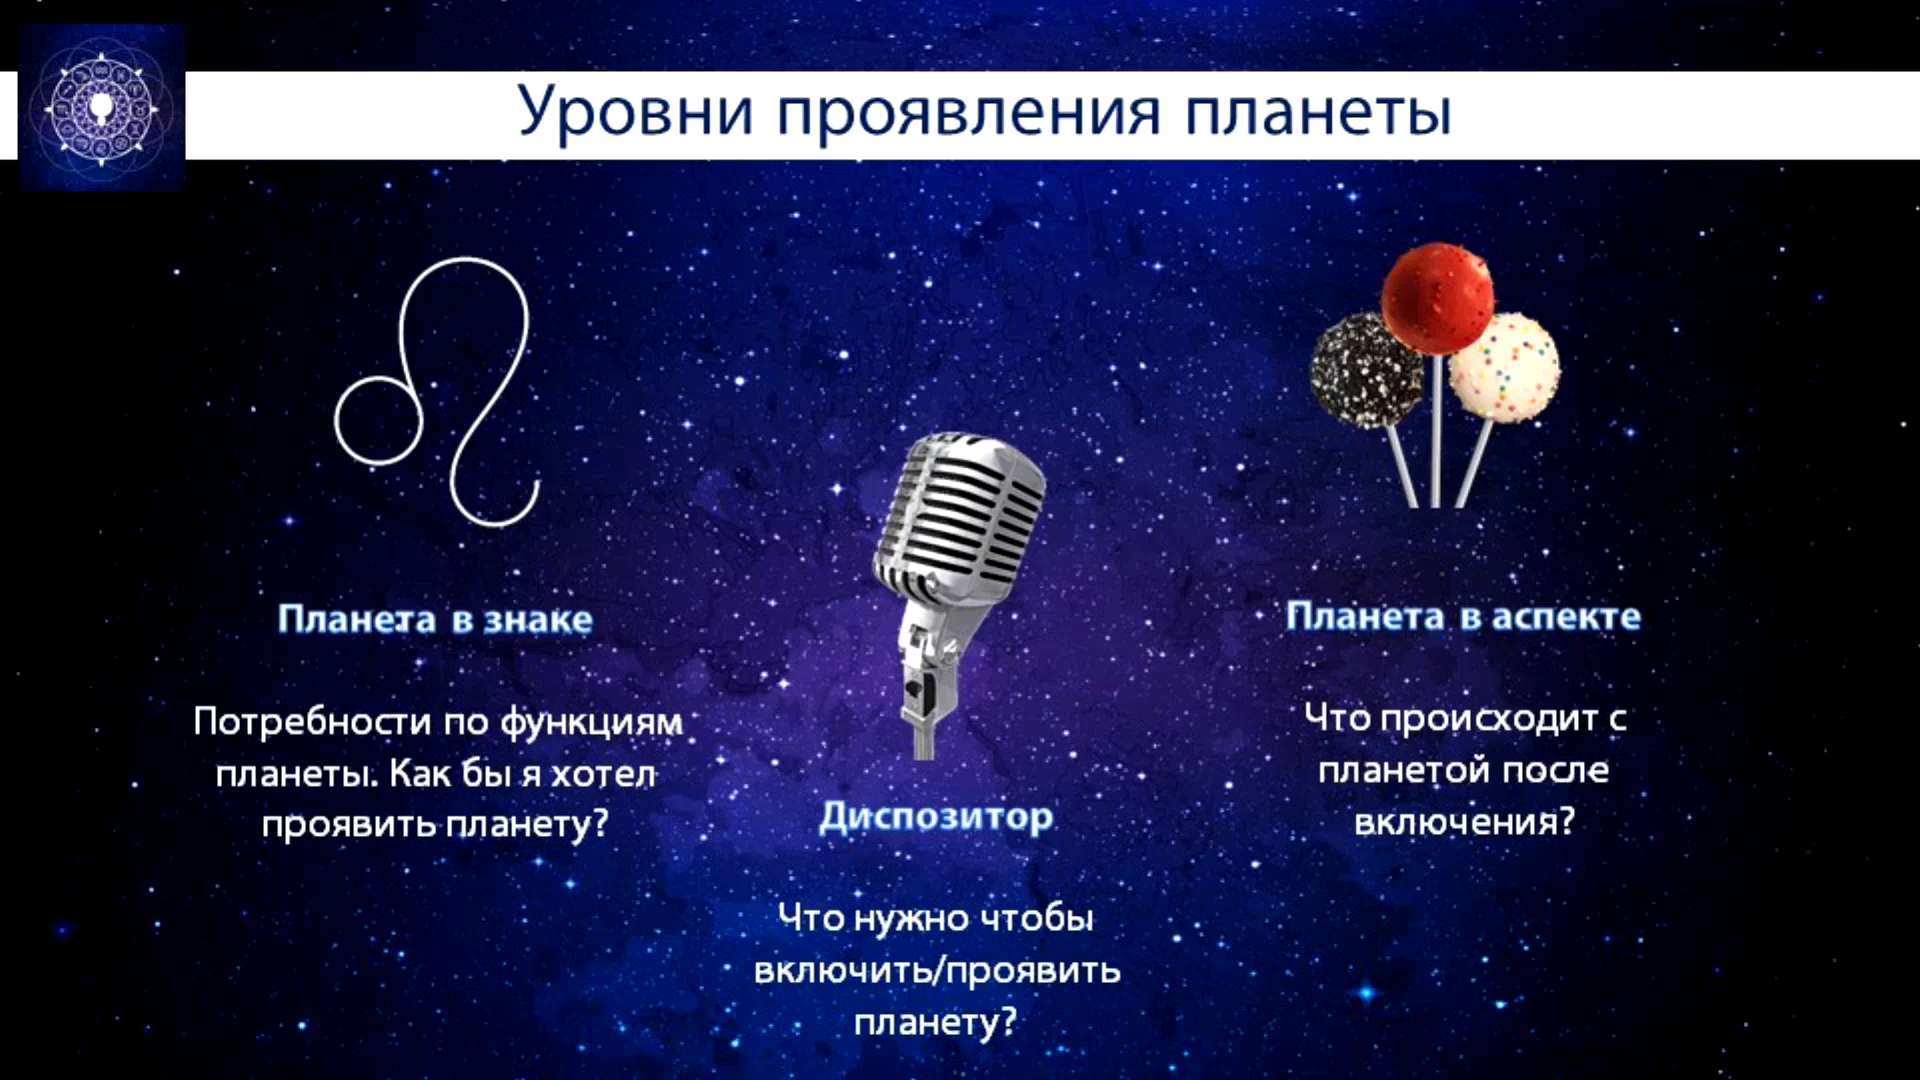 Уровни проявления планеты
Планета в знаке
Потребности по функциям
планеты. Как бы я хотел
проявить планету?
Диспозитор
Что нужно чтобы
включить/проявить
планету?
Планета в аспекте
Что происходит с
планетой после
включения?